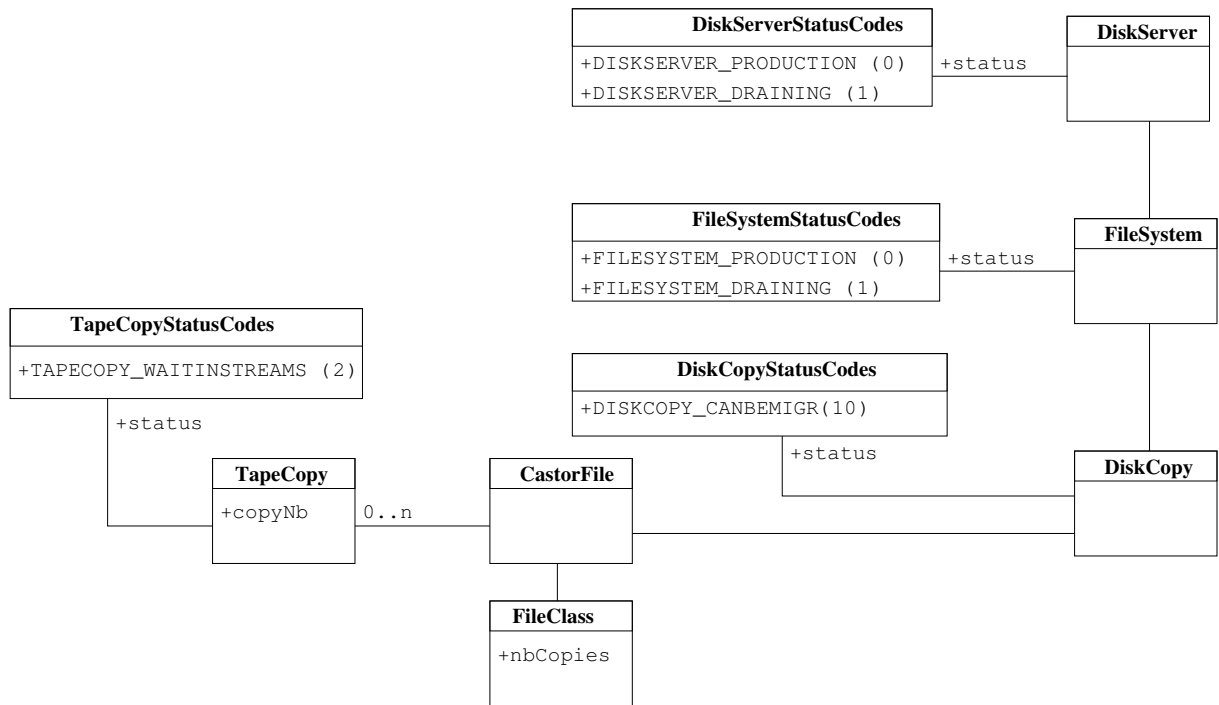 DiskServerStatusCodes
+DISKSERVER_PRODUCTION (0)
+DISKSERVER_DRAINING (1)
+status
DiskServer
FileSystemStatusCodes
+FILESYSTEM_PRODUCTION (0)
+FILESYSTEM_DRAINING (1)
+status
FileSystem
TapeCopyStatusCodes
+TAPECOPY_WAITINSTREAMS (2)
+status
DiskCopyStatusCodes
+DISKCOPY_CANBEMIGR(10)
+status
DiskCopy
TapeCopy
+copyNb
0..n
CastorFile
FileClass
+nbCopies